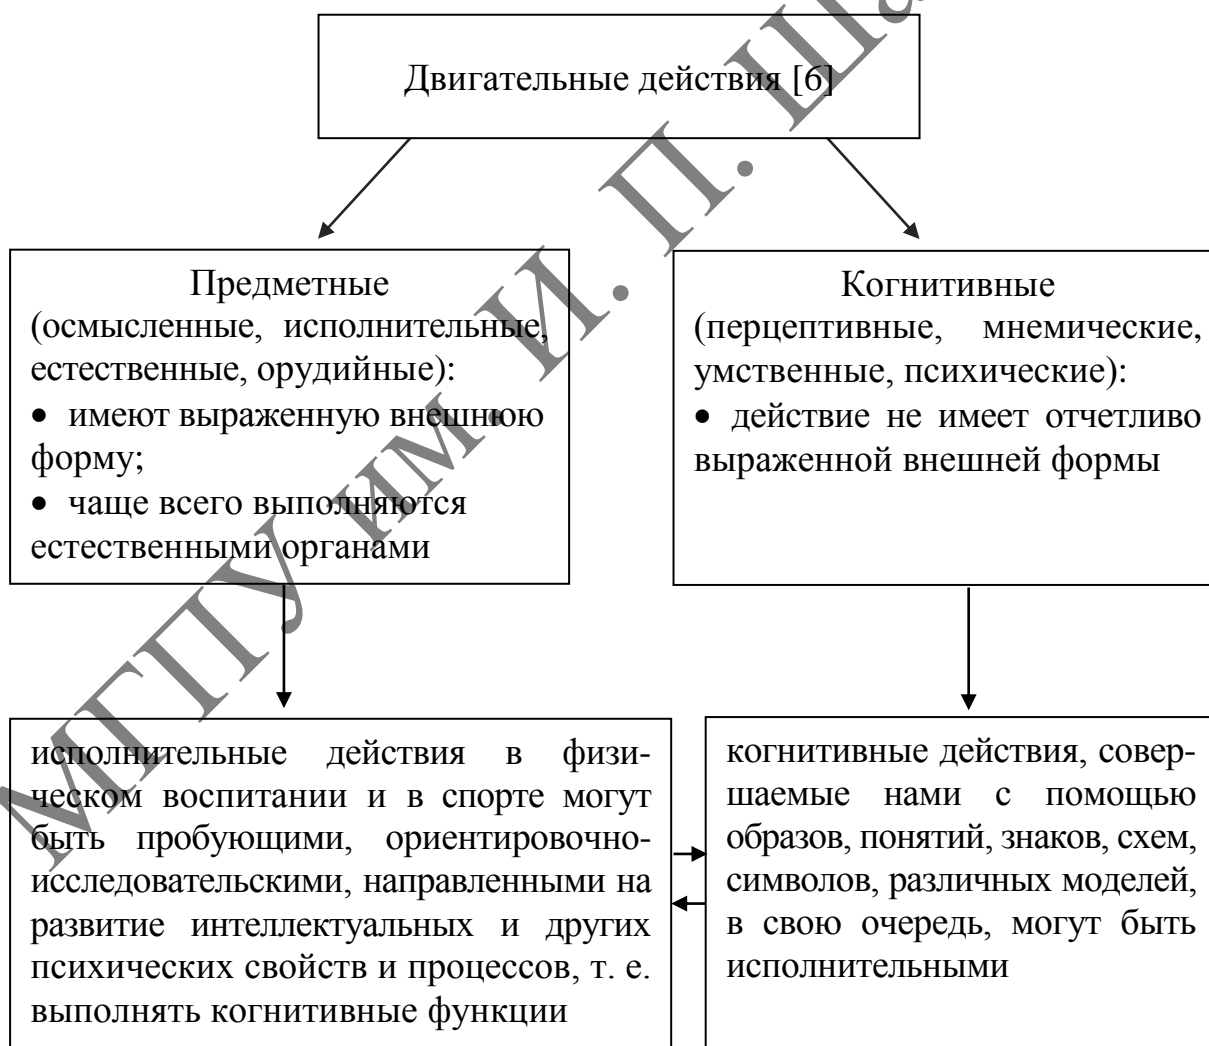 Двигательные действия [6]
Предметные
(осмысленные, исполнительные,
естественные, орудийные):
• имеют выраженную внешнюю
форму;
• чаще всего выполняются
естественными органами
Когнитивные
(перцептивные, мнемические,
умственные, психические):
• действие не имеет отчетливо
выраженной внешней формы
исполнительные действия в физи-
ческом воспитании и в спорте могут
быть пробующими, ориентировочно-
исследовательскими, направленными на
развитие интеллектуальных и других
психических свойств и процессов, т. е.
выполнять когнитивные функции
когнитивные действия, совер-
шаемые нами с помощью
образов, понятий, знаков, схем,
символов, различных моделей,
в свою очередь, могут быть
исполнительными
МГПУ им. И. П.